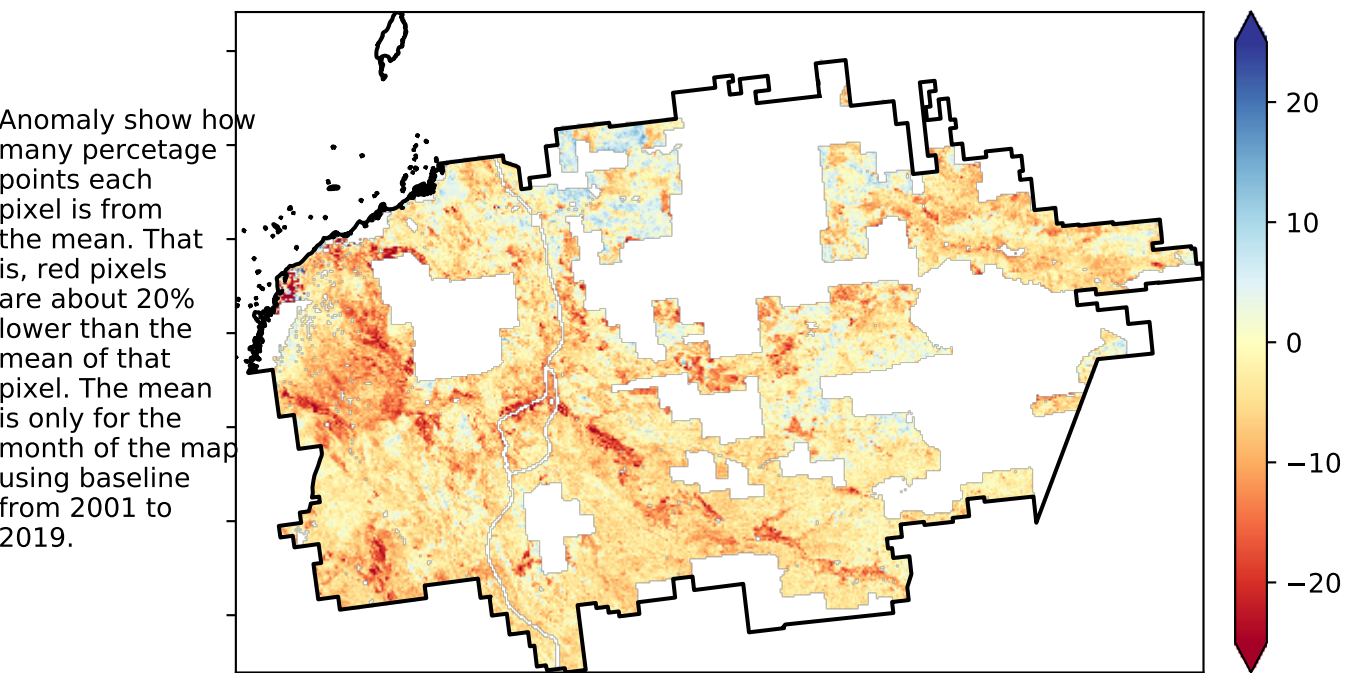 Anomaly show how
many percetage
points each
pixel is from
the mean. That
is, red pixels
are about 20%
lower than the
mean of that
pixel. The mean
is only for the
month of the map
using baseline
from 2001 to
2019.
20
10
0
−10
−20